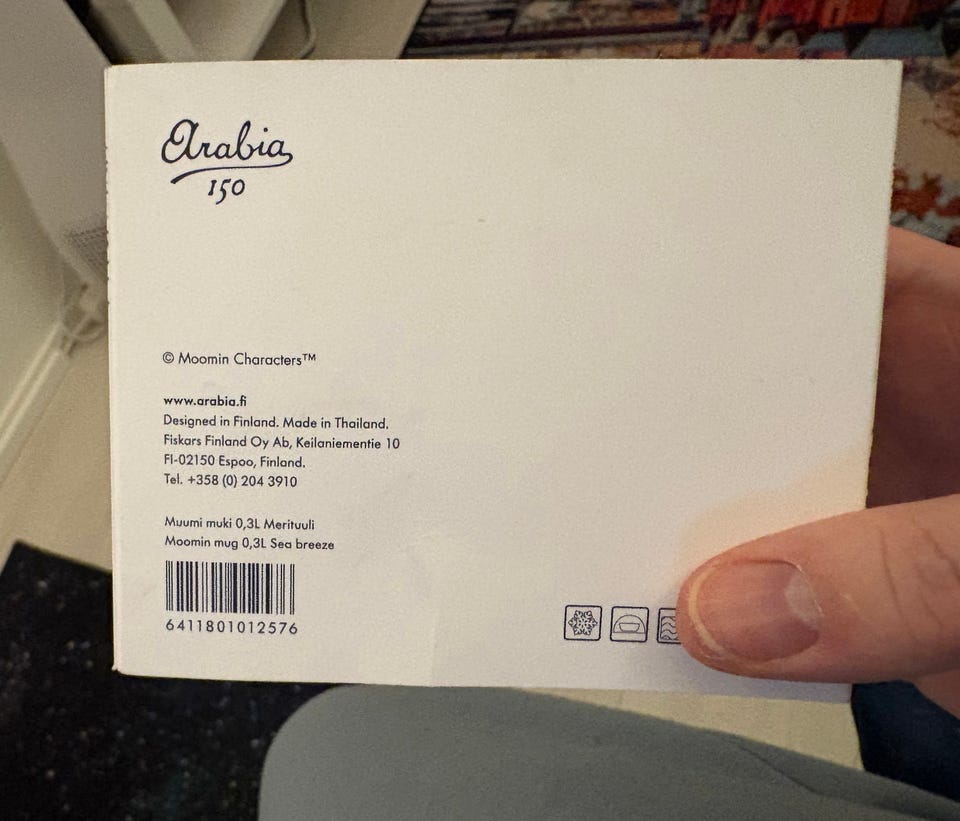 Arabia
150
© Moomin Characters™
www.arabia.fi
Designed in Finland. Made in Thailand.
Fiskars Finland Oy Ab, Keilaniementie 10
FI-02150 Espoo, Finland.
Tel. +358 (0) 204 3910
Muumi muki 0,3L Merituuli
Moomin mug 0,3L Sea breeze
6411801012576